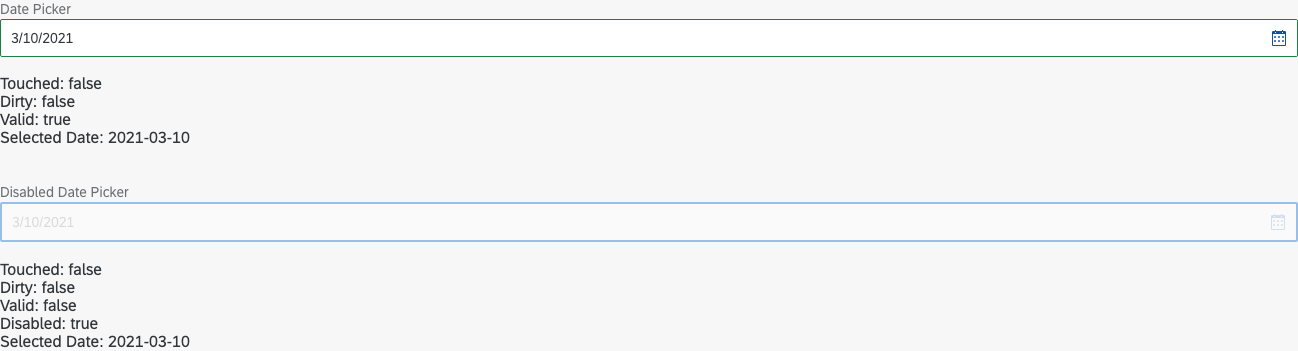 Date Picker
3/10/2021
Touched: false
Dirty: false
Valid: true
Selected Date: 2021-03-10
Disabled Date Picker
3/10/2021
Touched: false
Dirty: false
Valid: false
Disabled: true
Selected Date: 2021-03-10